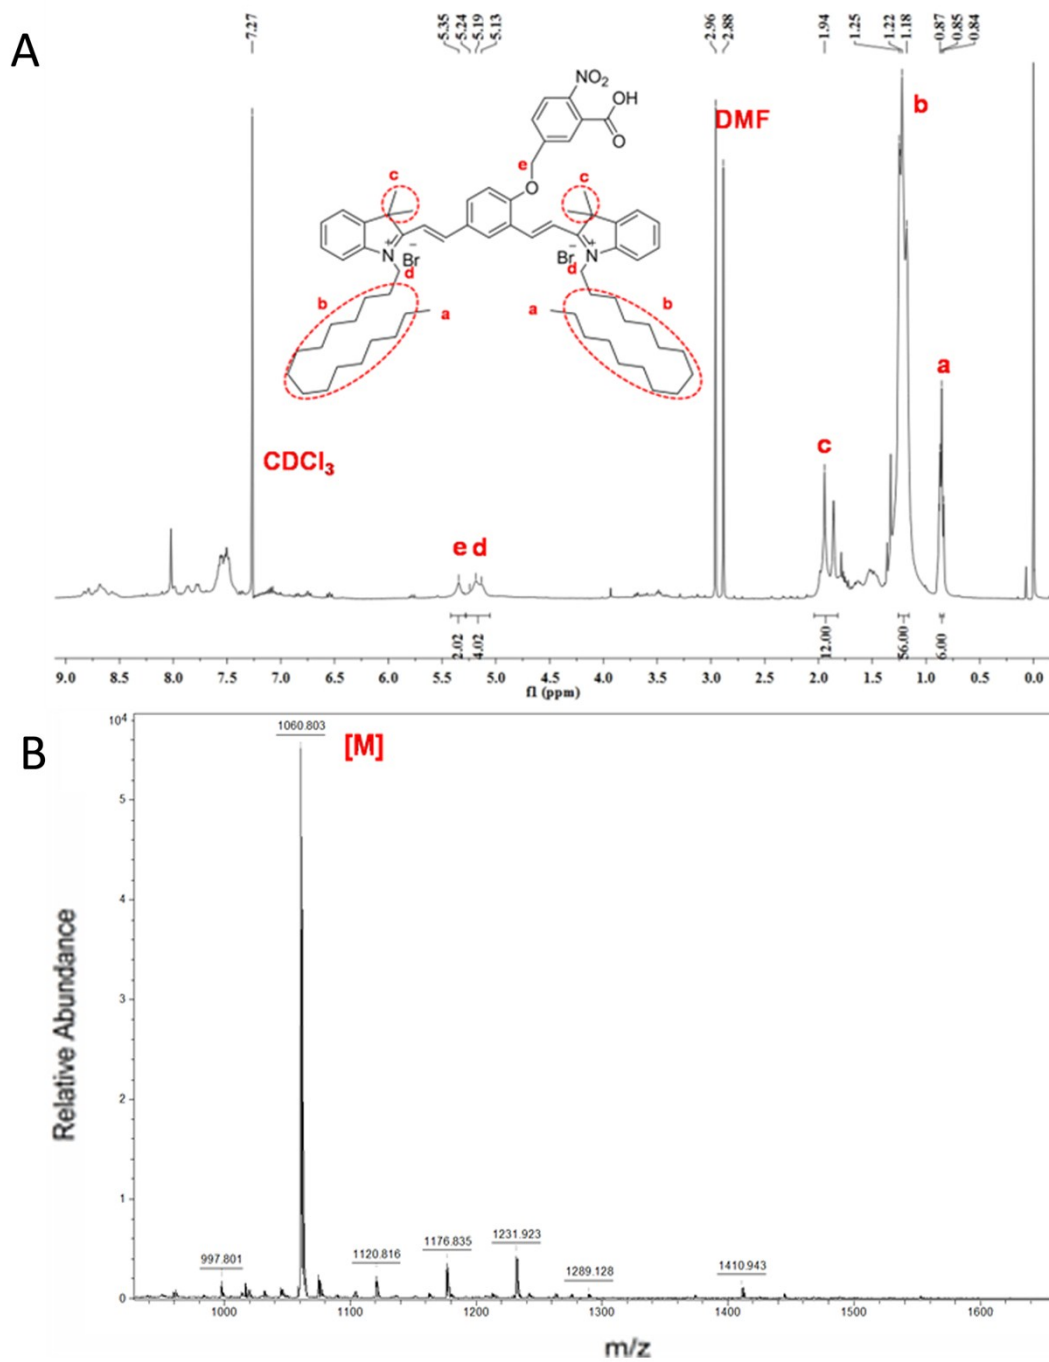 A
7.27
5.35
5.24
5.19
5.13
2.96
2.88
1.94
1.25
1.22
1.18
0.87
0.85
0.84
NO₂
OH
O
e
O
c
c
N⁺
Br⁻
Br⁻
N⁺
d
d
b
a
a
b
DMF
b
a
c
CDCl₃
e d
2.02
4.02
12.00
56.00
6.00
9.0 8.5 8.0 7.5 7.0 6.5 6.0 5.5 5.0 4.5 4.0 3.5 3.0 2.5 2.0 1.5 1.0 0.5 0.0
f1 (ppm)
B
10⁴
1060.803
[M]
5
4
3
2
1
0
Relative Abundance
997.801
1120.816
1176.835
1231.923
1289.128
1410.943
1000 1100 1200 1300 1400 1500 1600
m/z